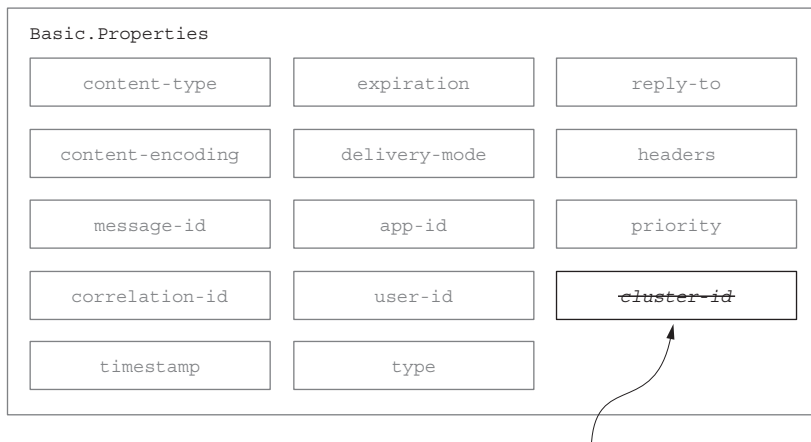 Basic.Properties
content-type expiration reply-to
content-encoding delivery-mode headers
message-id app-id priority
correlation-id user-id cluster-id
timestamp type